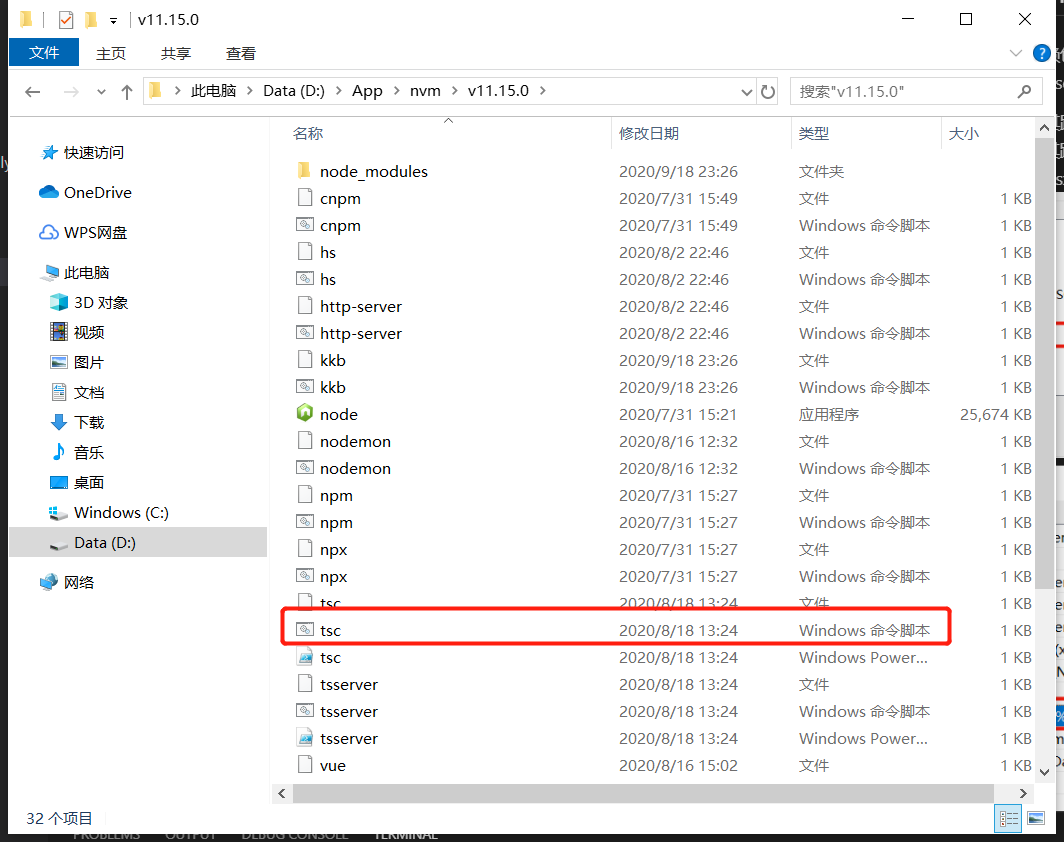 v11.15.0
文件 主页 共享 查看
此电脑 Data (D:) App nvm v11.15.0 搜索"v11.15.0"
名称 修改日期 类型 大小
快速访问
OneDrive
WPS网盘
此电脑
3D 对象
视频
图片
文档
下载
音乐
桌面
Windows (C:)
Data (D:)
网络
node_modules 2020/9/18 23:26 文件夹
cnpm 2020/7/31 15:49 文件 1 KB
cnpm 2020/7/31 15:49 Windows 命令脚本 1 KB
hs 2020/8/2 22:46 文件 1 KB
hs 2020/8/2 22:46 Windows 命令脚本 1 KB
http-server 2020/8/2 22:46 文件 1 KB
http-server 2020/8/2 22:46 Windows 命令脚本 1 KB
kkb 2020/9/18 23:26 文件 1 KB
kkb 2020/9/18 23:26 Windows 命令脚本 1 KB
node 2020/7/31 15:21 应用程序 25,674 KB
nodemon 2020/8/16 12:32 文件 1 KB
nodemon 2020/8/16 12:32 Windows 命令脚本 1 KB
npm 2020/7/31 15:27 文件 1 KB
npm 2020/7/31 15:27 Windows 命令脚本 1 KB
npx 2020/7/31 15:27 文件 1 KB
npx 2020/7/31 15:27 Windows 命令脚本 1 KB
tsc 2020/8/18 13:24 文件 1 KB
tsc 2020/8/18 13:24 Windows 命令脚本 1 KB
tsc 2020/8/18 13:24 Windows Power... 1 KB
tsserver 2020/8/18 13:24 文件 1 KB
tsserver 2020/8/18 13:24 Windows 命令脚本 1 KB
tsserver 2020/8/18 13:24 Windows Power... 1 KB
vue 2020/8/16 15:02 文件 1 KB
32 个项目
PROBLEMS OUTPUT DEBUG CONSOLE TERMINAL